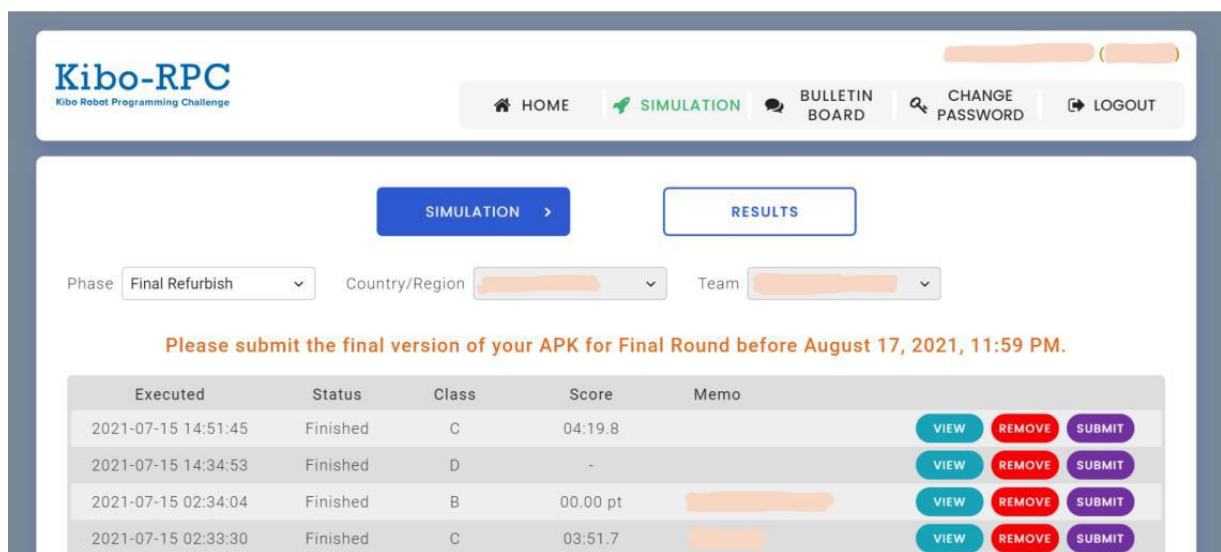 Kibo-RPC
Kibo Robot Programming Challenge
( )
HOME SIMULATION BULLETIN BOARD CHANGE PASSWORD LOGOUT
SIMULATION > RESULTS
Phase Final Refurbish Country/Region Team
Please submit the final version of your APK for Final Round before August 17, 2021, 11:59 PM.
Executed Status Class Score Memo
2021-07-15 14:51:45 Finished C 04:19.8 VIEW REMOVE SUBMIT
2021-07-15 14:34:53 Finished D - VIEW REMOVE SUBMIT
2021-07-15 02:34:04 Finished B 00.00 pt VIEW REMOVE SUBMIT
2021-07-15 02:33:30 Finished C 03:51.7 VIEW REMOVE SUBMIT